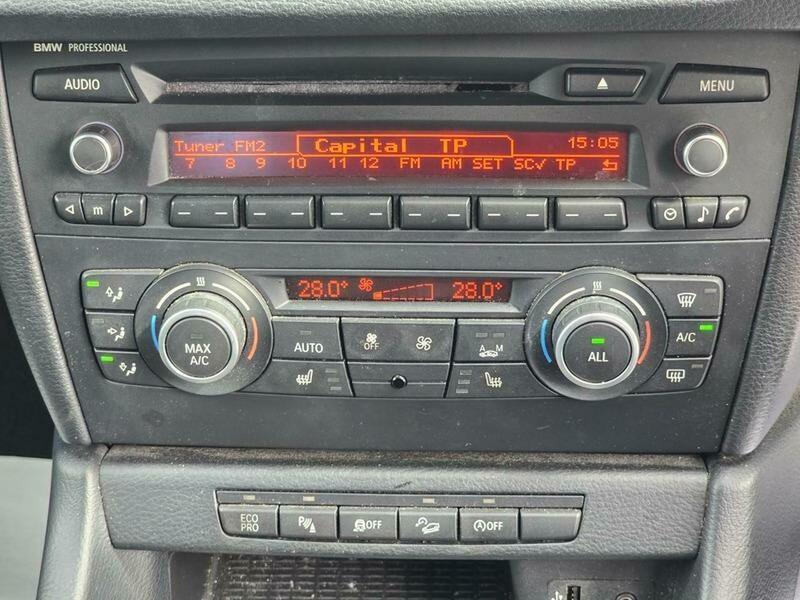 BMW PROFESSIONAL
AUDIO
MENU
Tuner FM2 Capital TP 15:05
7 8 9 10 11 12 FM AM SET SC✓ TP
m
28.0° 28.0°
MAX A/C
AUTO
OFF
A M
ALL
A/C
ECO PRO
P
OFF
A OFF